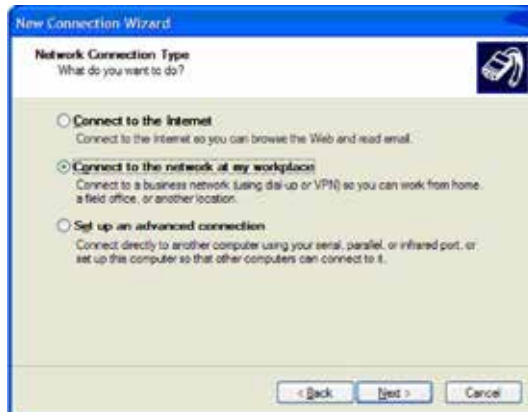 New Connection Wizard
Network Connection Type
What do you want to do?
Connect to the Internet
Connect to the Internet so you can browse the Web and read email.
Connect to the network at my workplace
Connect to a business network (using dial-up or VPN) so you can work from home,
a field office, or another location.
Set up an advanced connection
Connect directly to another computer using your serial, parallel, or infrared port, or
set up this computer so that other computers can connect to it.
< Back
Next >
Cancel